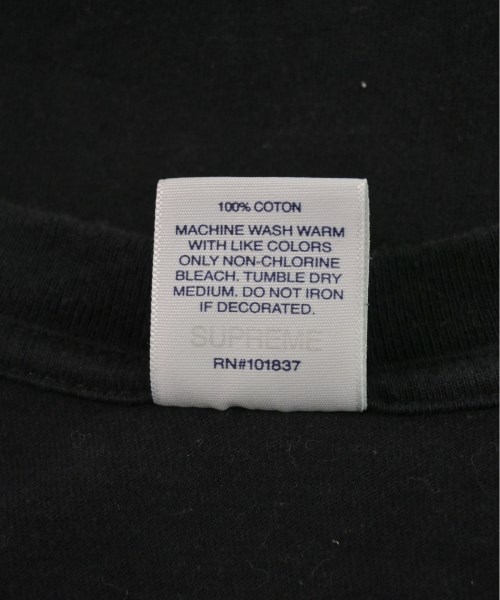 100% COTON
MACHINE WASH WARM
WITH LIKE COLORS
ONLY NON-CHLORINE
BLEACH. TUMBLE DRY
MEDIUM. DO NOT IRON
IF DECORATED.
SUPREME
RN#101837